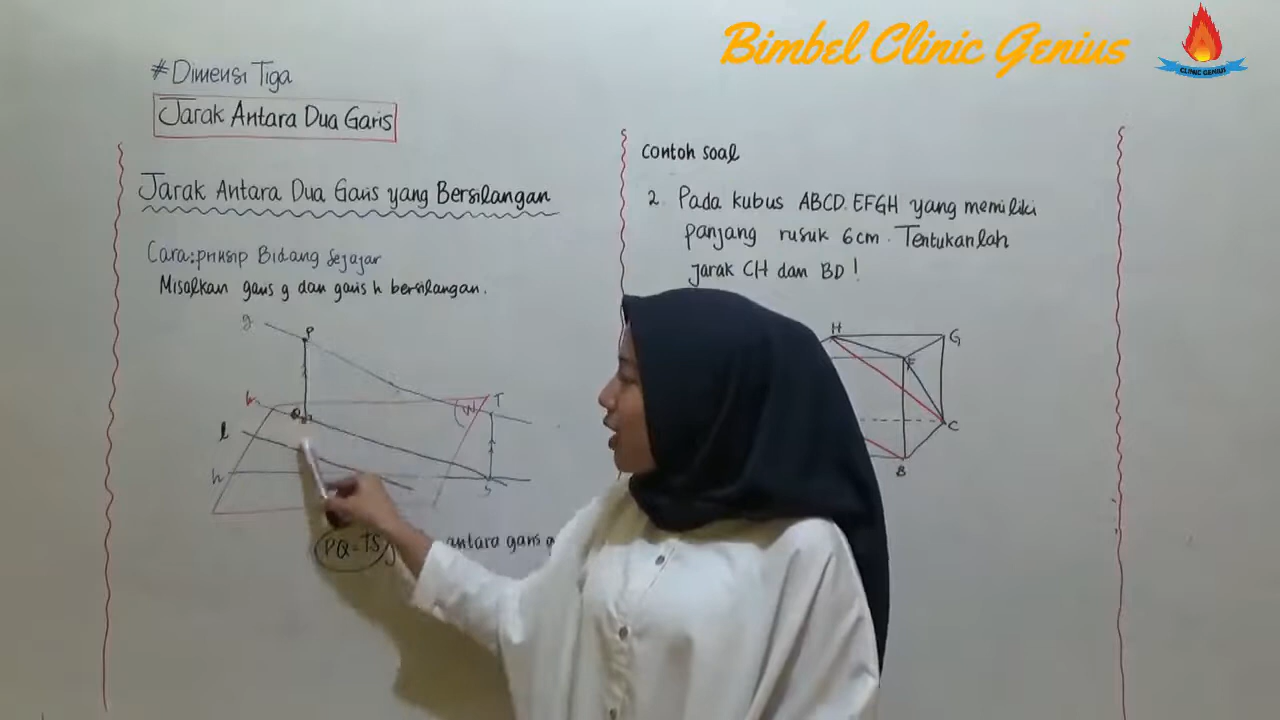 Bimbel Clinic Genius
CLINIC GENIUS
# Dimensi Tiga
Jarak Antara Dua Garis
Jarak Antara Dua Garis yang Bersilangan
Cara: prinsip Bidang Sejajar
Misalkan garis g dan garis h bersilangan.
g
P
k
Q
W
T
l
h
S
PQ = TS
antara garis g
contoh soal
2. Pada kubus ABCD.EFGH yang memiliki
panjang rusuk 6cm. Tentukanlah
jarak CH dan BD!
H
G
F
C
B